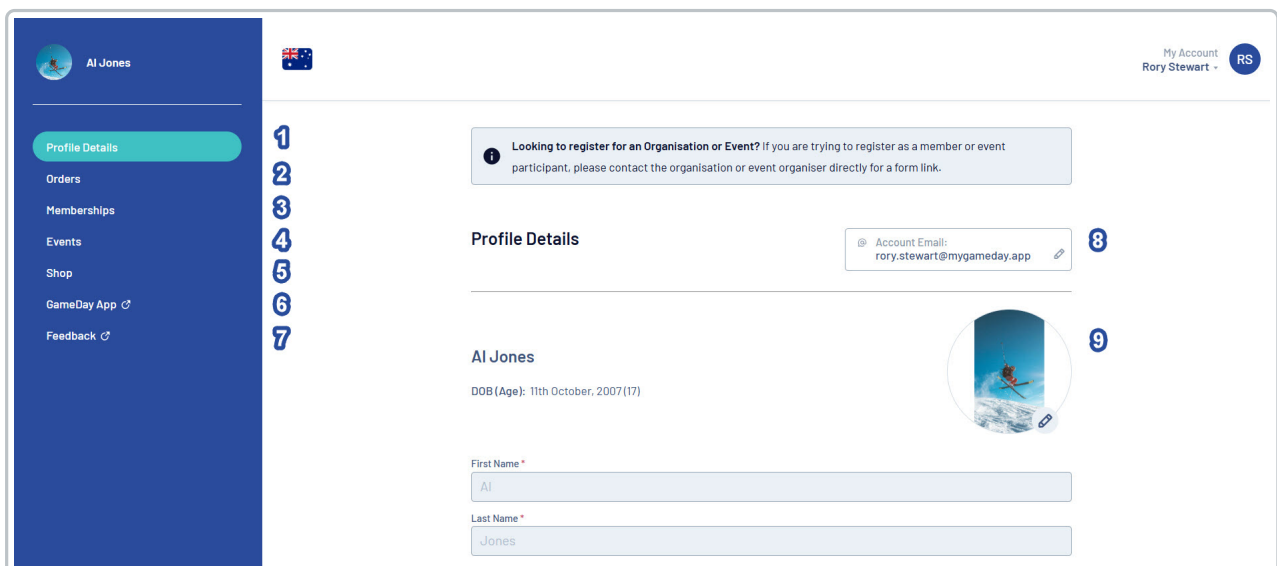 Al Jones
My Account
Rory Stewart
RS
Profile Details
1
Orders
2
Memberships
3
Events
4
Shop
5
GameDay App
6
Feedback
7
Looking to register for an Organisation or Event? If you are trying to register as a member or event
participant, please contact the organisation or event organiser directly for a form link.
Profile Details
@ Account Email:
rory.stewart@mygameday.app
8
9
Al Jones
DOB (Age): 11th October, 2007 (17)
First Name *
Al
Last Name *
Jones